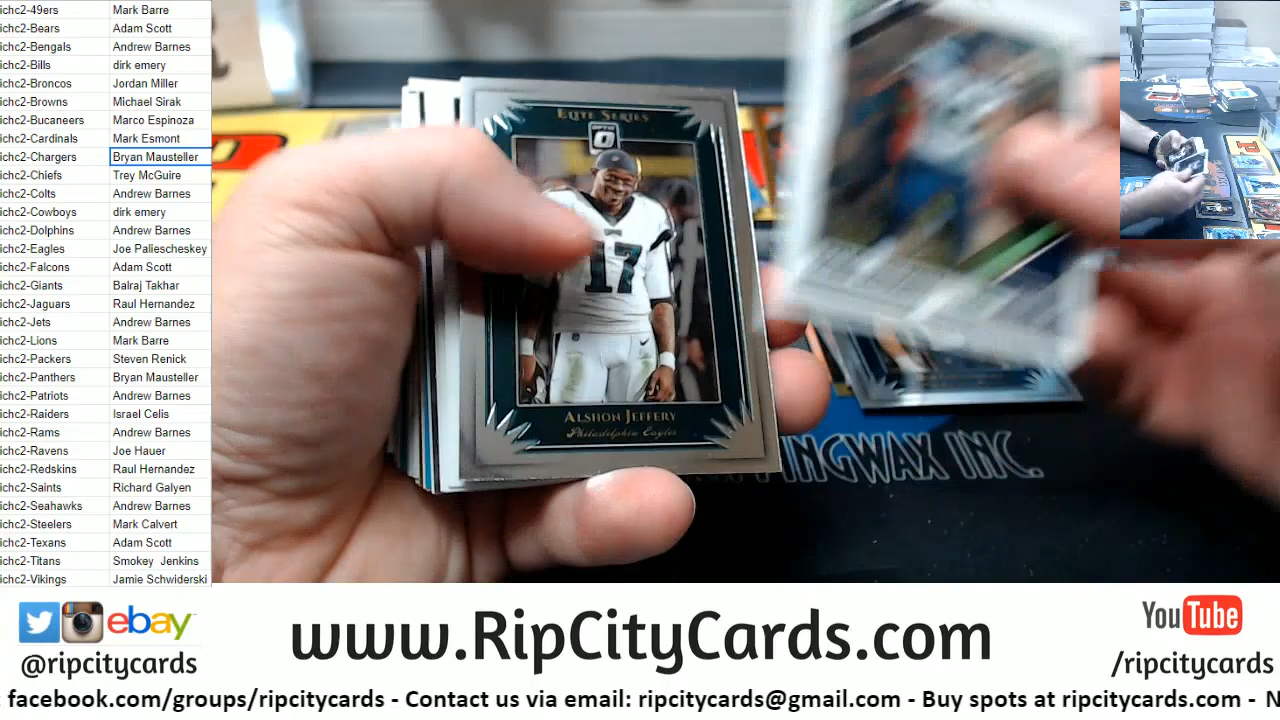 ichc2-49ers Mark Barre
ichc2-Bears Adam Scott
ichc2-Bengals Andrew Barnes
ichc2-Bills dirk emery
ichc2-Broncos Jordan Miller
ichc2-Browns Michael Sirak
ichc2-Bucaneers Marco Espinoza
ichc2-Cardinals Mark Esmont
ichc2-Chargers Bryan Mausteller
ichc2-Chiefs Trey McGuire
ichc2-Colts Andrew Barnes
ichc2-Cowboys dirk emery
ichc2-Dolphins Andrew Barnes
ichc2-Eagles Joe Paliescheskey
ichc2-Falcons Adam Scott
ichc2-Giants Balraj Takhar
ichc2-Jaguars Raul Hernandez
ichc2-Jets Andrew Barnes
ichc2-Lions Mark Barre
ichc2-Packers Steven Renick
ichc2-Panthers Bryan Mausteller
ichc2-Patriots Andrew Barnes
ichc2-Raiders Israel Celis
ichc2-Rams Andrew Barnes
ichc2-Ravens Joe Hauer
ichc2-Redskins Raul Hernandez
ichc2-Saints Richard Galyen
ichc2-Seahawks Andrew Barnes
ichc2-Steelers Mark Calvert
ichc2-Texans Adam Scott
ichc2-Titans Smokey Jenkins
ichc2-Vikings Jamie Schwiderski
Elite Series
17
Alshon Jeffery
Philadelphia Eagles
PINGWAX INC.
ebay
@ripcitycards
www.RipCityCards.com
YouTube
/ripcitycards
facebook.com/groups/ripcitycards - Contact us via email: ripcitycards@gmail.com - Buy spots at ripcitycards.com - N